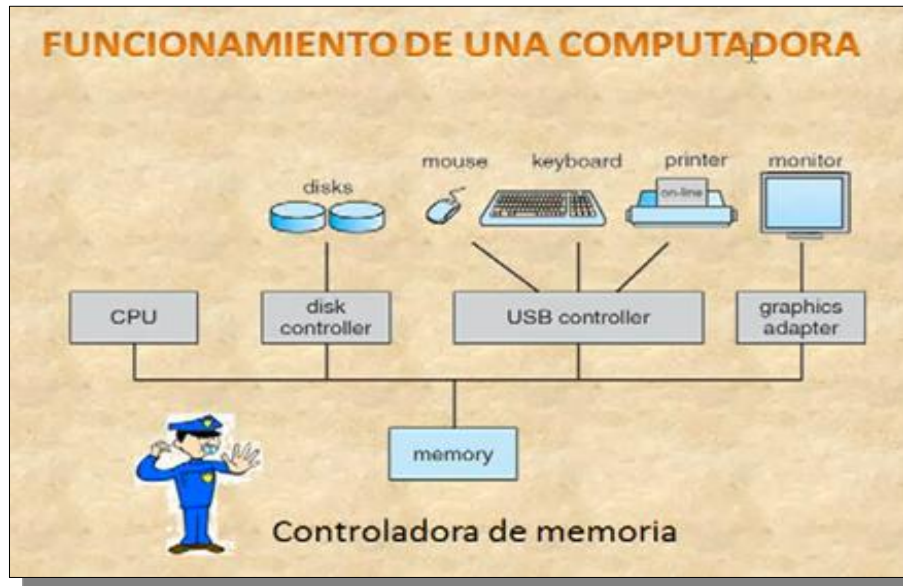 FUNCIONAMIENTO DE UNA COMPUTADORA
mouse
keyboard
printer
monitor
disks
on-line
CPU
disk
controller
USB controller
graphics
adapter
memory
Controladora de memoria